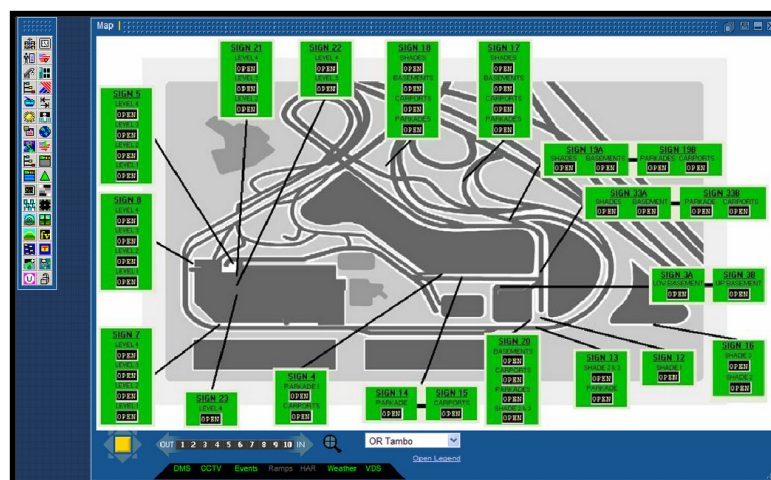 Map
SIGN 21
LEVEL 4
OPEN
LEVEL 3
OPEN
LEVEL 2
OPEN
SIGN 22
LEVEL 4
OPEN
LEVEL 3
OPEN
SIGN 18
SHADES
OPEN
BASEMENTS
OPEN
CARPORTS
OPEN
PARKADES
OPEN
SIGN 17
SHADES
OPEN
BASEMENTS
OPEN
CARPORTS
OPEN
PARKADES
OPEN
SIGN 5
LEVEL 4
OPEN
LEVEL 3
OPEN
LEVEL 2
OPEN
LEVEL 1
OPEN
SIGN 19A
SHADES BASEMENTS
OPEN OPEN
SIGN 19B
PARKADES CARPORTS
OPEN OPEN
SIGN 33A
SHADES BASEMENT
OPEN OPEN
SIGN 33B
PARKADE CARPORTS
OPEN OPEN
SIGN 8
LEVEL 4
OPEN
LEVEL 3
OPEN
LEVEL 2
OPEN
LEVEL 1
OPEN
SIGN 3A
LOW BASEMENT
OPEN
SIGN 3B
UP BASEMENT
OPEN
SIGN 7
LEVEL 4
OPEN
LEVEL 3
OPEN
LEVEL 2
OPEN
LEVEL 1
OPEN
SIGN 23
LEVEL 4
OPEN
SIGN 4
PARKADE1
OPEN
CARPORTS
OPEN
SIGN 14
PARKADE
OPEN
SIGN 15
CARPORTS
OPEN
SIGN 20
BASEMENTS
OPEN
CARPORTS
OPEN
PARKADES
OPEN
SHADE 2 & 3
OPEN
SIGN 13
SHADE 2 & 3
OPEN
PARKADE
OPEN
SIGN 12
OPEN
SIGN 16
OPEN
OPEN
OUT 1 2 3 4 5 6 7 8 9 10 IN
OR Tambo
Open Legend
DMS CCTV Events Ramps HAR Weather VDS